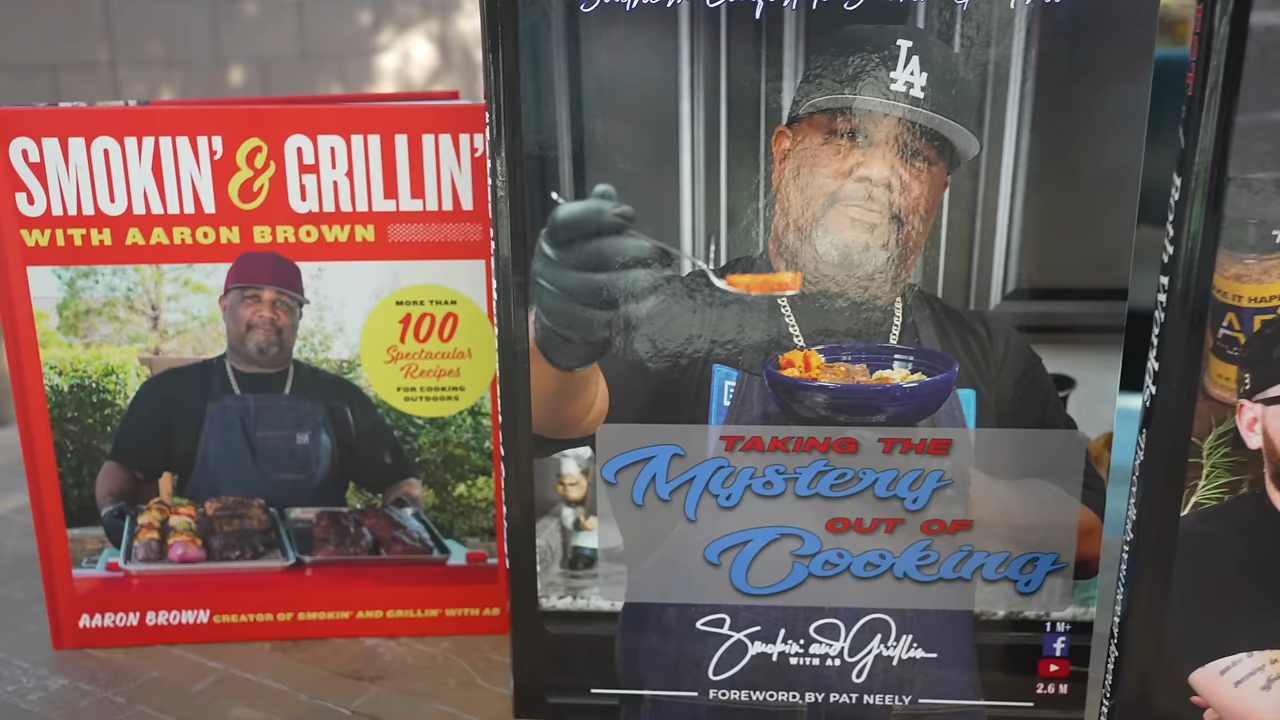 SMOKIN' & GRILLIN'
WITH AARON BROWN
MORE THAN
100
Spectacular
Recipes
FOR COOKING
OUTDOORS
AARON BROWN CREATOR OF SMOKIN' AND GRILLIN' WITH AB
LA
TAKING THE
Mystery
OUT OF
Cooking
Smokin' and Grillin
WITH AB
FOREWORD BY PAT NEELY
1 M+
f
2.6 M